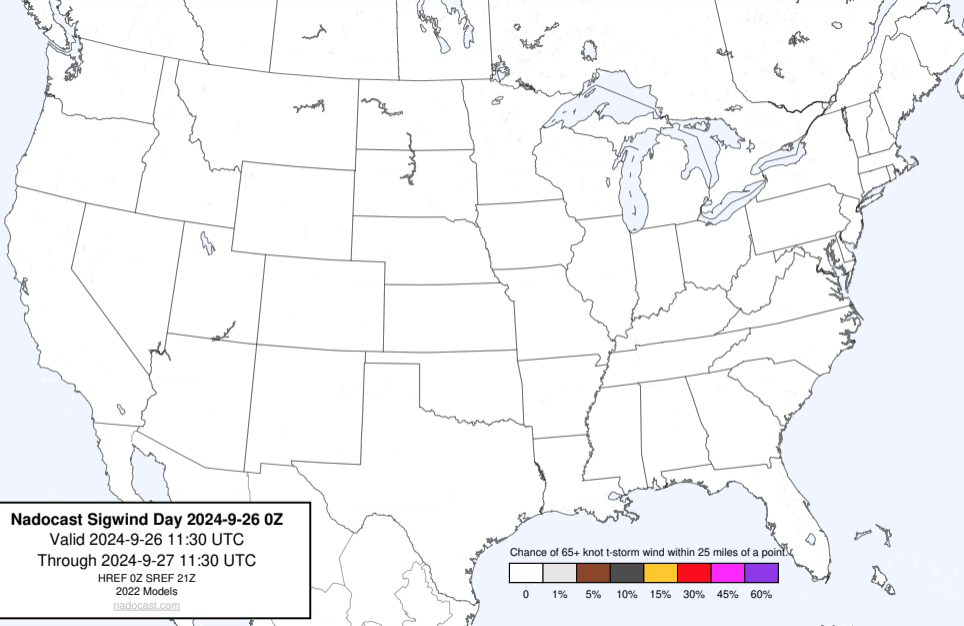 Nadocast Sigwind Day 2024-9-26 0Z
Valid 2024-9-26 11:30 UTC
Through 2024-9-27 11:30 UTC
HREF 0Z SREF 21Z
2022 Models
nadocast.com
Chance of 65+ knot t-storm wind within 25 miles of a point.
0 1% 5% 10% 15% 30% 45% 60%